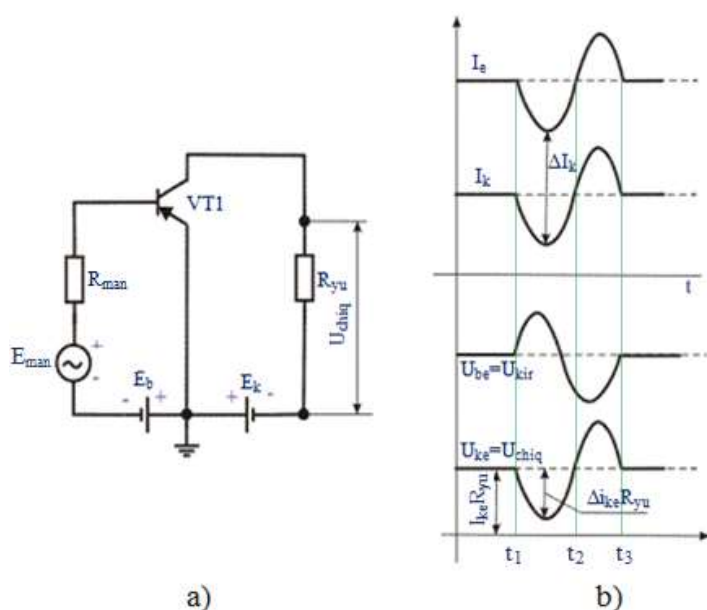 VT1
R_man
R_yu
U_chiq
E_man
+
-
E_b
E_k
- +
+ -
a)
I_e
ΔI_k
I_k
t
U_be=U_kir
U_ke=U_chiq
I_keR_yu
Δi_keR_yu
t_1 t_2 t_3
b)